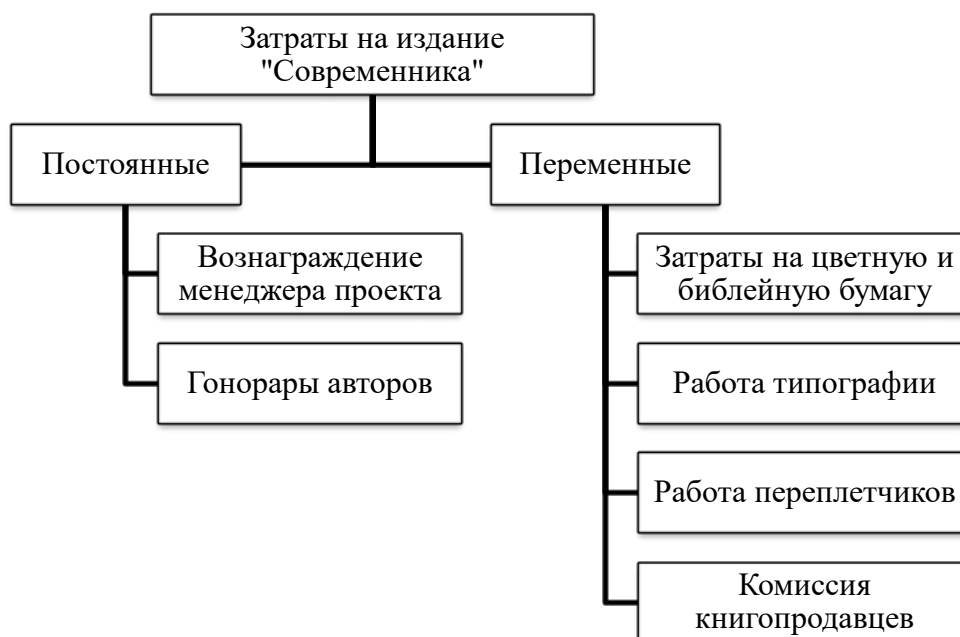 Затраты на издание
"Современника"
Постоянные
Переменные
Вознаграждение
менеджера проекта
Гонорары авторов
Затраты на цветную и
библейную бумагу
Работа типографии
Работа переплетчиков
Комиссия
книгопродавцев